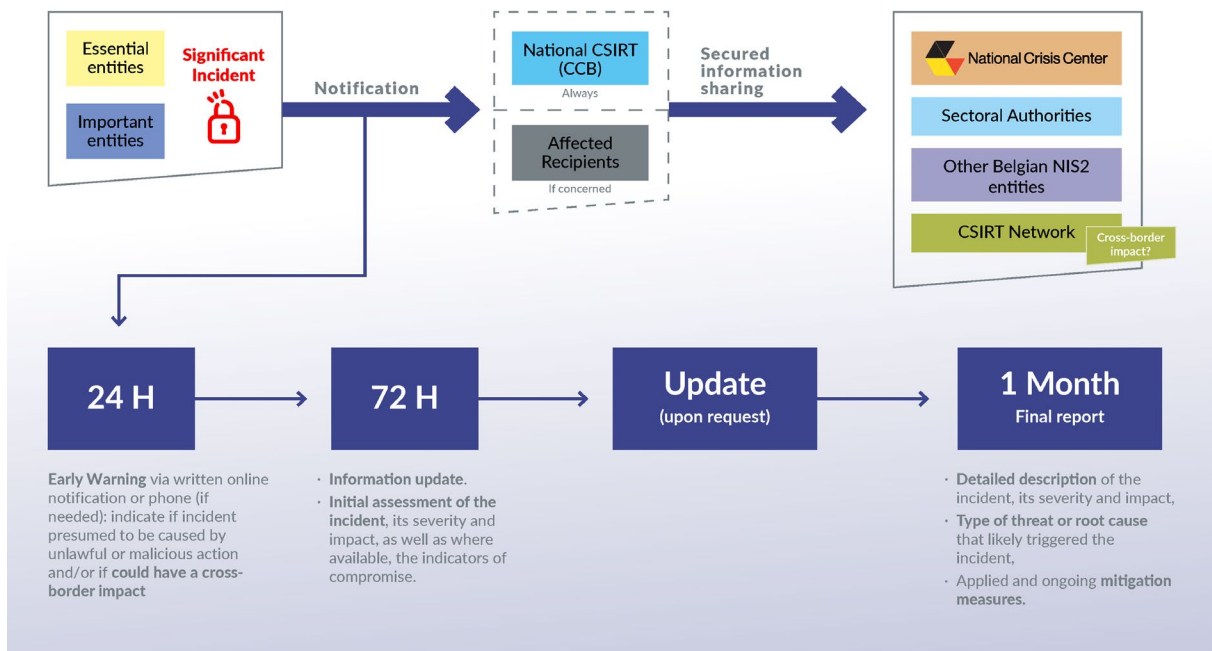 Essential
entities
Significant
Incident
Important
entities
Notification
National CSIRT
(CCB)
Always
Affected
Recipients
If concerned
Secured
information
sharing
National Crisis Center
Sectoral Authorities
Other Belgian NIS2
entities
CSIRT Network
Cross-border
impact?
24 H
72 H
Update
(upon request)
1 Month
Final report
Early Warning via written online
notification or phone (if
needed): indicate if incident
presumed to be caused by
unlawful or malicious action
and/or if could have a cross-
border impact
· Information update.
· Initial assessment of the
incident, its severity and
impact, as well as where
available, the indicators of
compromise.
· Detailed description of the
incident, its severity and impact,
· Type of threat or root cause
that likely triggered the
incident,
· Applied and ongoing mitigation
measures.